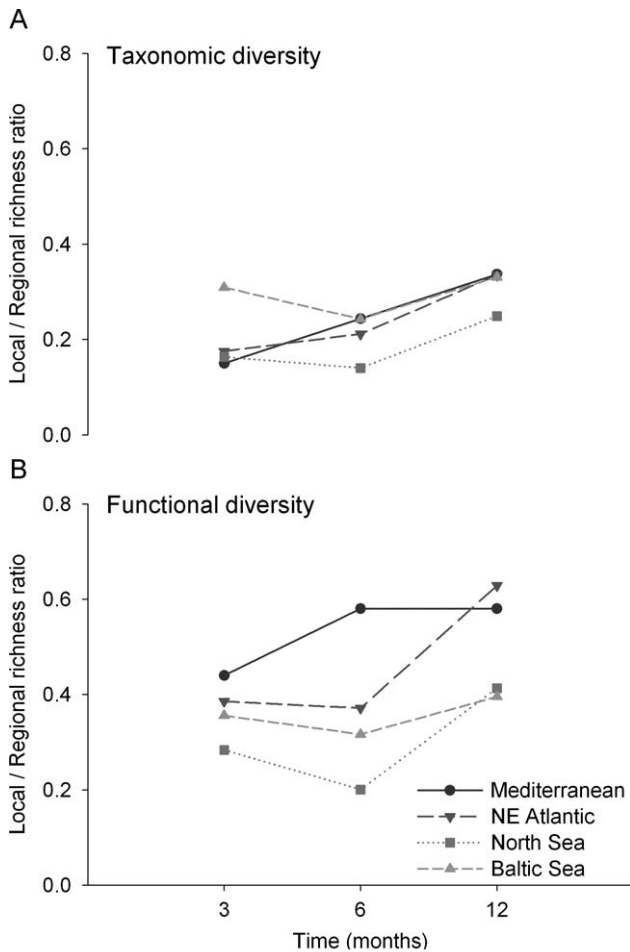 A
Taxonomic diversity
0.8
0.6
0.4
0.2
0.0
Local / Regional richness ratio
B
Functional diversity
0.8
0.6
0.4
0.2
0.0
Local / Regional richness ratio
Mediterranean
NE Atlantic
North Sea
Baltic Sea
3 6 12
Time (months)